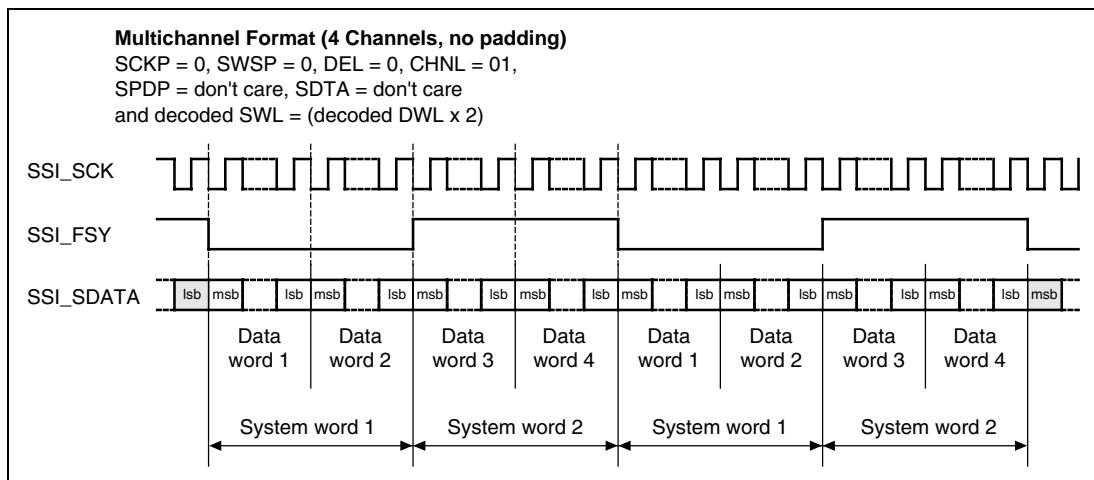 Multichannel Format (4 Channels, no padding)
SCKP = 0, SWSP = 0, DEL = 0, CHNL = 01,
SPDP = don't care, SDTA = don't care
and decoded SWL = (decoded DWL x 2)
SSI_SCK
SSI_FSY
SSI_SDATA
lsb msb lsb msb lsb msb lsb msb lsb msb lsb msb lsb msb lsb msb lsb msb
Data word 1 Data word 2 Data word 3 Data word 4 Data word 1 Data word 2 Data word 3 Data word 4
System word 1 System word 2 System word 1 System word 2